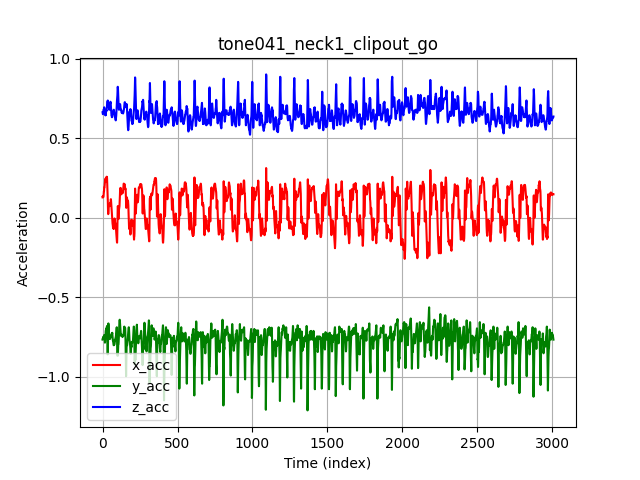 tone041_neck1_clipout_go
1.0
0.5
0.0
−0.5
−1.0
Acceleration
x_acc
y_acc
z_acc
0 500 1000 1500 2000 2500 3000
Time (index)